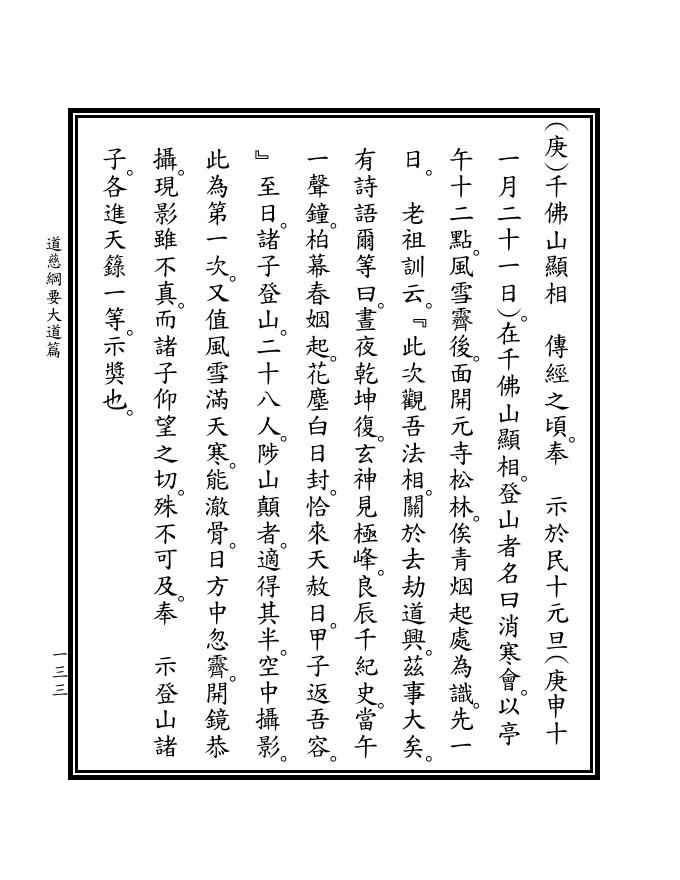 (庚)千佛山顯相　傳經之頃。奉　示於民十元旦(庚申十
一月二十一日)。在千佛山顯相。登山者名曰消寒會。以亭
午十二點。風雪霽後。面開元寺松林。俟青烟起處為識。先一
日。　老祖訓云。『此次觀吾法相。關於去劫道興。茲事大矣。
有詩語爾等曰。晝夜乾坤復。玄神見極峰。良辰千紀史。當午
一聲鐘。柏幕春姻起。花塵白日封。恰來天赦日。甲子返吾容。
』至日。諸子登山。二十八人。陟山顛者。適得其半。空中攝影。
此為第一次。又值風雪滿天寒。能澈骨。日方中忽霽。開鏡恭
攝。現影雖不真。而諸子仰望之切。殊不可及。奉　示登山諸
子。各進天籙一等。示獎也。
道慈綱要大道篇
一三三